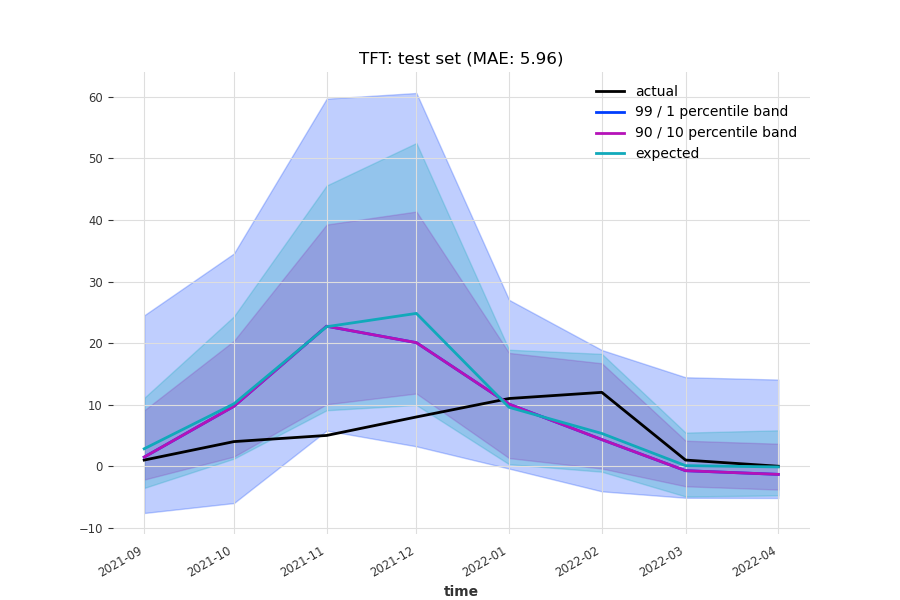 TFT: test set (MAE: 5.96)
actual
99 / 1 percentile band
90 / 10 percentile band
expected
60
50
40
30
20
10
0
−10
2021-09
2021-10
2021-11
2021-12
2022-01
2022-02
2022-03
2022-04
time